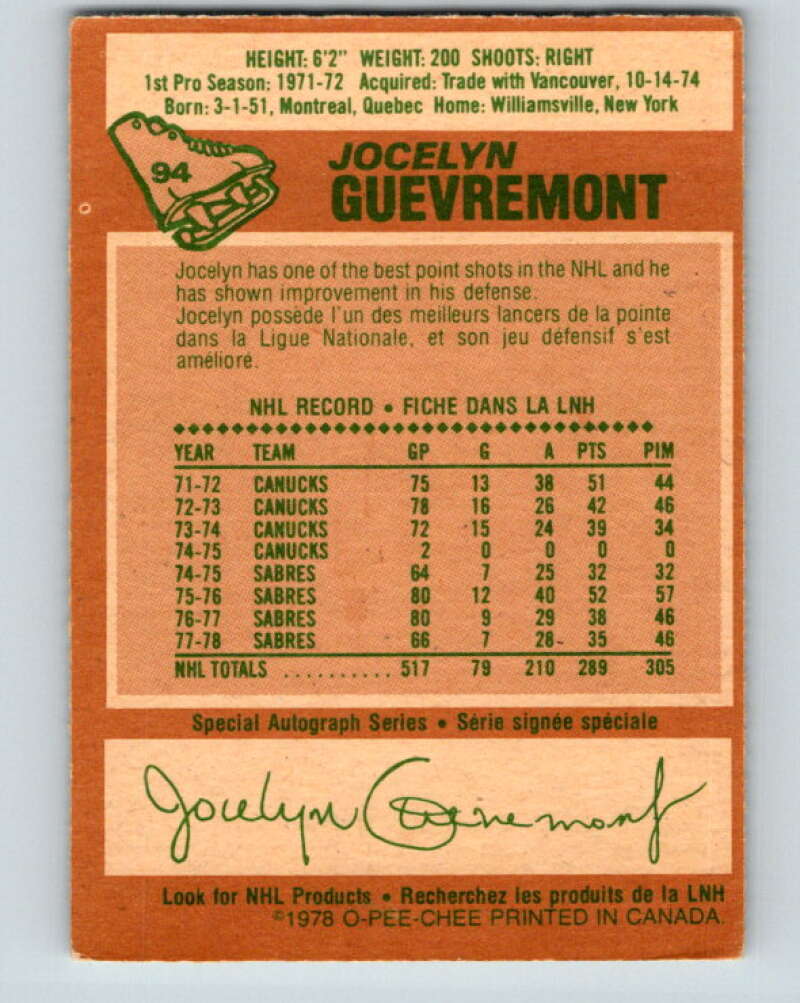 HEIGHT: 6'2" WEIGHT: 200 SHOOTS: RIGHT
1st Pro Season: 1971-72 Acquired: Trade with Vancouver, 10-14-74
Born: 3-1-51, Montreal, Quebec Home: Williamsville, New York
94
JOCELYN
GUEVREMONT
Jocelyn has one of the best point shots in the NHL and he
has shown improvement in his defense.
Jocelyn possède l'un des meilleurs lancers de la pointe
dans la Ligue Nationale, et son jeu défensif s'est
amélioré.
NHL RECORD • FICHE DANS LA LNH
YEAR TEAM GP G A PTS PIM
71-72 CANUCKS 75 13 38 51 44
72-73 CANUCKS 78 16 26 42 46
73-74 CANUCKS 72 15 24 39 34
74-75 CANUCKS 2 0 0 0 0
74-75 SABRES 64 7 25 32 32
75-76 SABRES 80 12 40 52 57
76-77 SABRES 80 9 29 38 46
77-78 SABRES 66 7 28 35 46
NHL TOTALS .......... 517 79 210 289 305
Special Autograph Series • Série signée spéciale
Jocelyn Guevremont
Look for NHL Products • Recherchez les produits de la LNH
©1978 O-PEE-CHEE PRINTED IN CANADA.